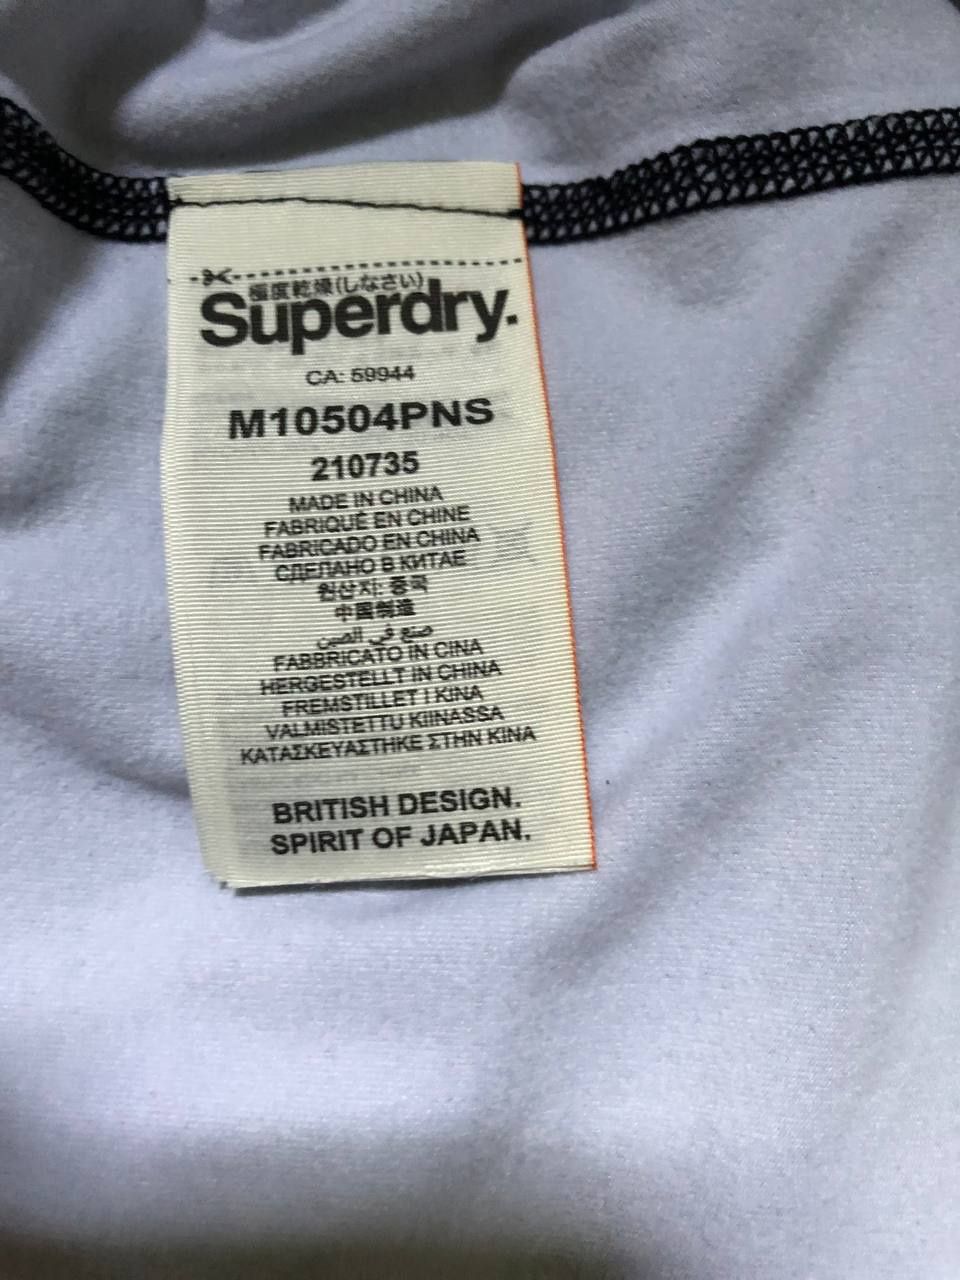 極度乾燥(しなさい)
Superdry.
CA: 59944
M10504PNS
210735
MADE IN CHINA
FABRIQUÉ EN CHINE
FABRICADO EN CHINA
СДЕЛАНО В КИТАЕ
원산지: 중국
中国制造
صنع في الصين
FABBRICATO IN CINA
HERGESTELLT IN CHINA
FREMSTILLET I KINA
VALMISTETTU KIINASSA
ΚΑΤΑΣΚΕΥΑΣΤΗΚΕ ΣΤΗΝ ΚΙΝΑ
BRITISH DESIGN.
SPIRIT OF JAPAN.